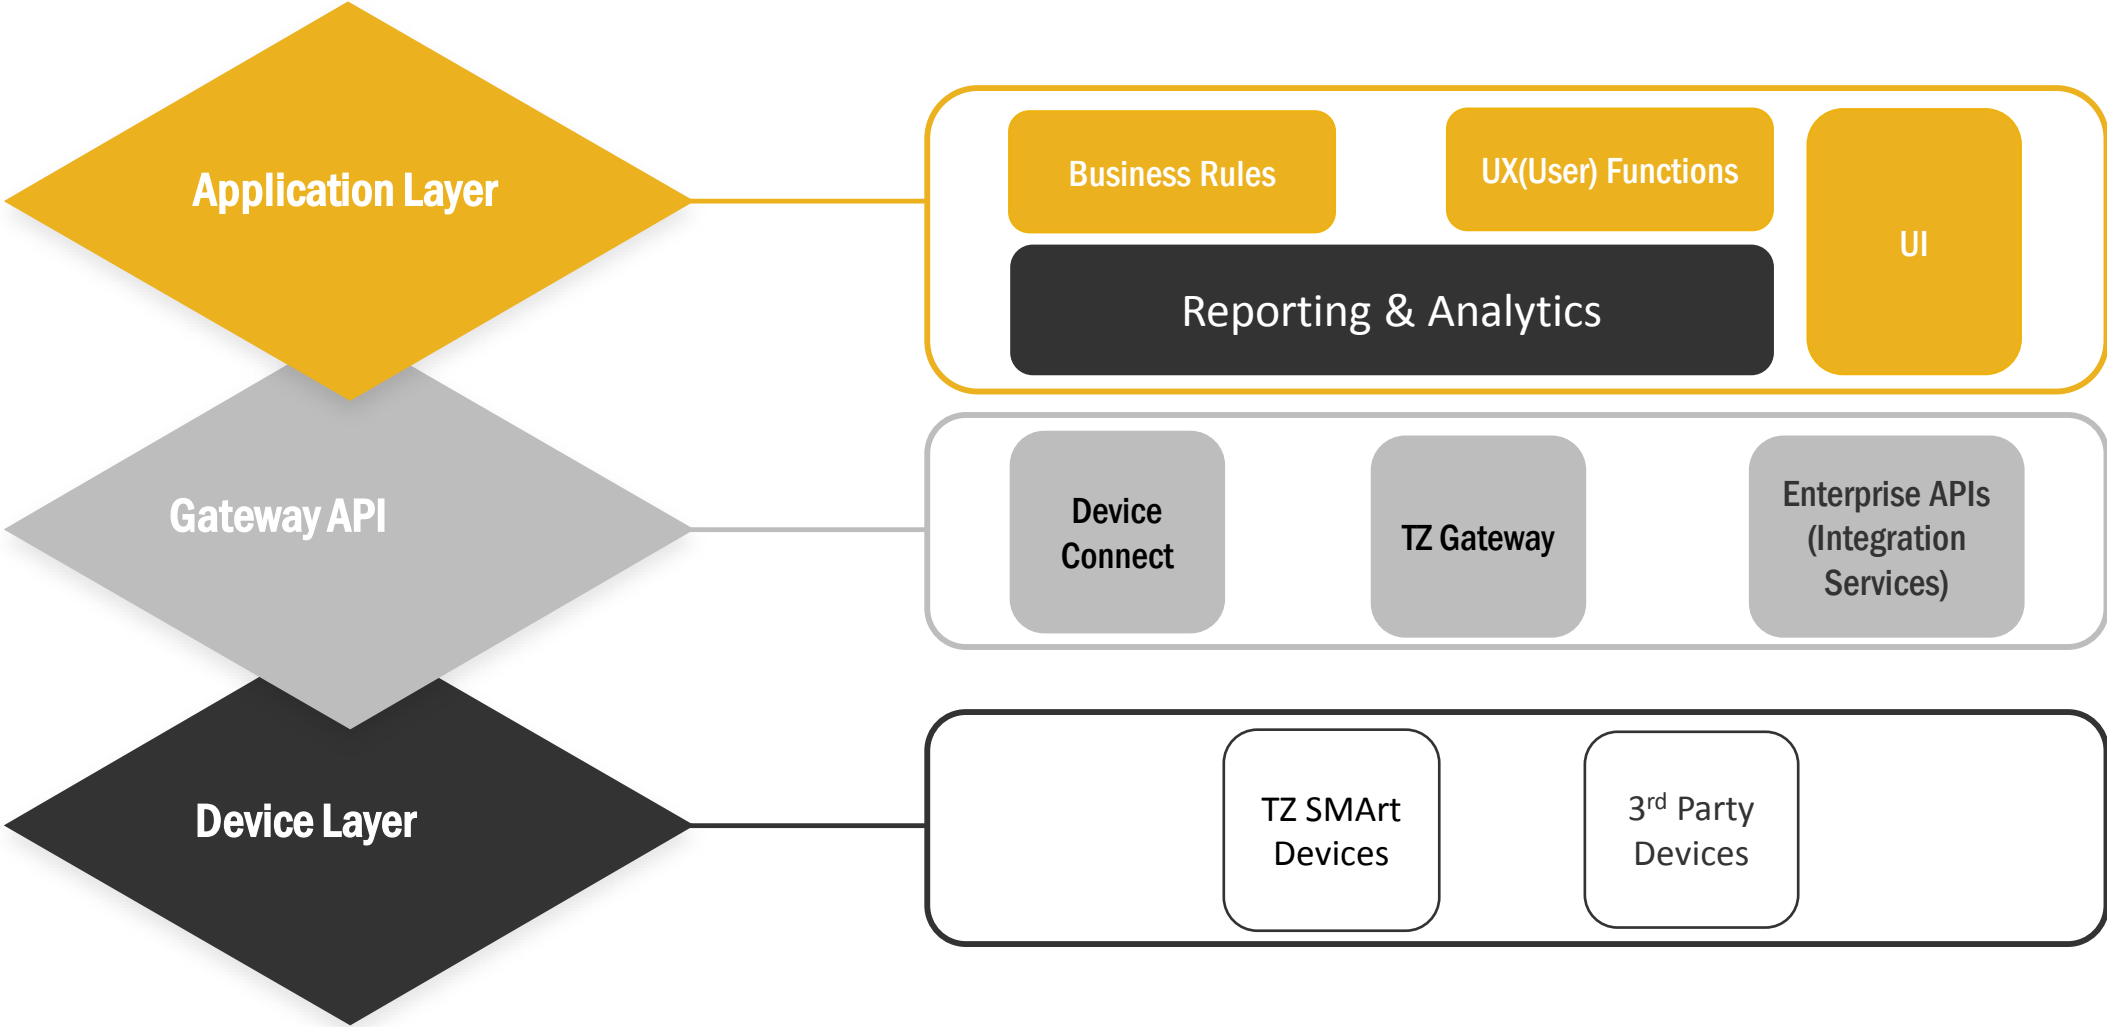 Application Layer
Business Rules
UX(User) Functions
UI
Reporting & Analytics
Gateway API
Device
Connect
TZ Gateway
Enterprise APIs
(Integration
Services)
Device Layer
TZ SMArt
Devices
3rd Party
Devices